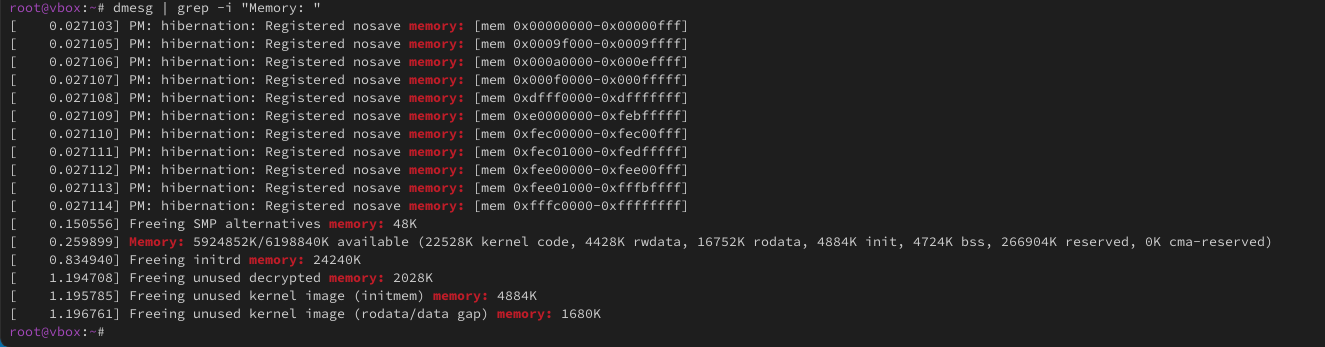 root@vbox:~# dmesg | grep -i "Memory: "
[    0.027103] PM: hibernation: Registered nosave memory: [mem 0x00000000-0x00000fff]
[    0.027105] PM: hibernation: Registered nosave memory: [mem 0x0009f000-0x0009ffff]
[    0.027106] PM: hibernation: Registered nosave memory: [mem 0x000a0000-0x000effff]
[    0.027107] PM: hibernation: Registered nosave memory: [mem 0x000f0000-0x000fffff]
[    0.027108] PM: hibernation: Registered nosave memory: [mem 0xdfff0000-0xdfffffff]
[    0.027109] PM: hibernation: Registered nosave memory: [mem 0xe0000000-0xfebfffff]
[    0.027110] PM: hibernation: Registered nosave memory: [mem 0xfec00000-0xfec00fff]
[    0.027111] PM: hibernation: Registered nosave memory: [mem 0xfec01000-0xfedfffff]
[    0.027112] PM: hibernation: Registered nosave memory: [mem 0xfee00000-0xfee00fff]
[    0.027113] PM: hibernation: Registered nosave memory: [mem 0xfee01000-0xfffbffff]
[    0.027114] PM: hibernation: Registered nosave memory: [mem 0xfffc0000-0xffffffff]
[    0.150556] Freeing SMP alternatives memory: 48K
[    0.259899] Memory: 5924852K/6198840K available (22528K kernel code, 4428K rwdata, 16752K rodata, 4884K init, 4724K bss, 266904K reserved, 0K cma-reserved)
[    0.834940] Freeing initrd memory: 24240K
[    1.194708] Freeing unused decrypted memory: 2028K
[    1.195785] Freeing unused kernel image (initmem) memory: 4884K
[    1.196761] Freeing unused kernel image (rodata/data gap) memory: 1680K
root@vbox:~#